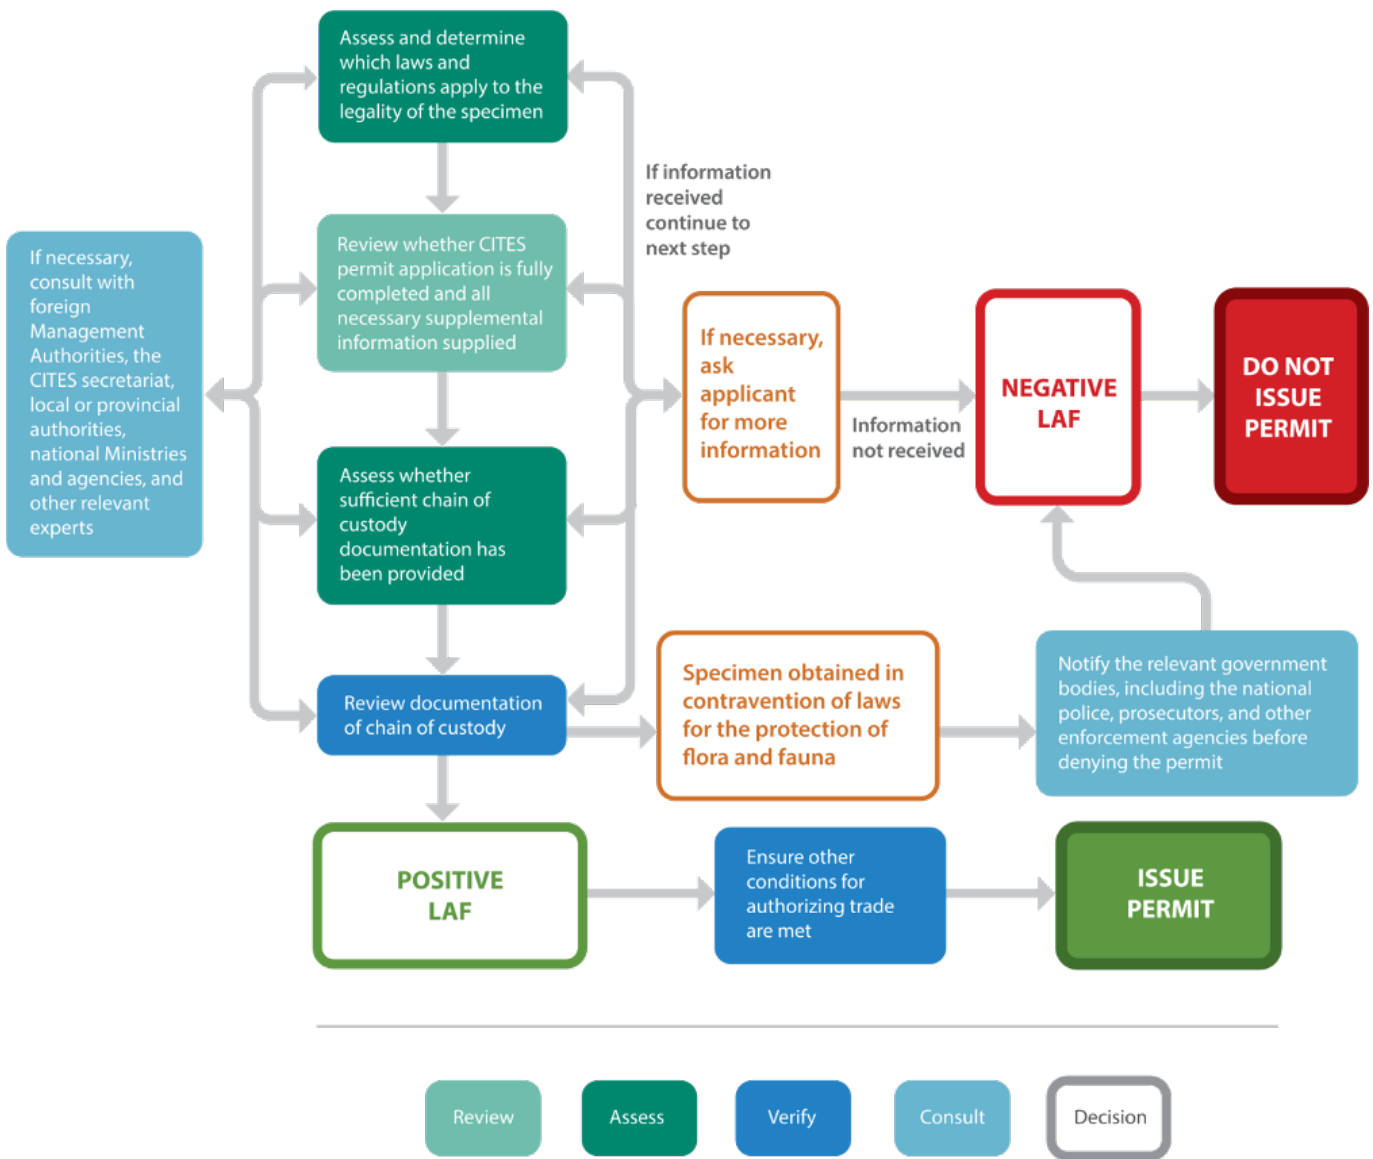 Assess and determine
which laws and
regulations apply to the
legality of the specimen
If information
received
continue to
next step
If necessary,
consult with
foreign
Management
Authorities, the
CITES secretariat,
local or provincial
authorities,
national Ministries
and agencies, and
other relevant
experts
Review whether CITES
permit application is fully
completed and all
necessary supplemental
information supplied
If necessary,
ask
applicant
for more
information
Information
not received
NEGATIVE
LAF
DO NOT
ISSUE
PERMIT
Assess whether
sufficient chain of
custody
documentation has
been provided
Review documentation
of chain of custody
Specimen obtained in
contravention of laws
for the protection of
flora and fauna
Notify the relevant government
bodies, including the national
police, prosecutors, and other
enforcement agencies before
denying the permit
POSITIVE
LAF
Ensure other
conditions for
authorizing trade
are met
ISSUE
PERMIT
Review
Assess
Verify
Consult
Decision